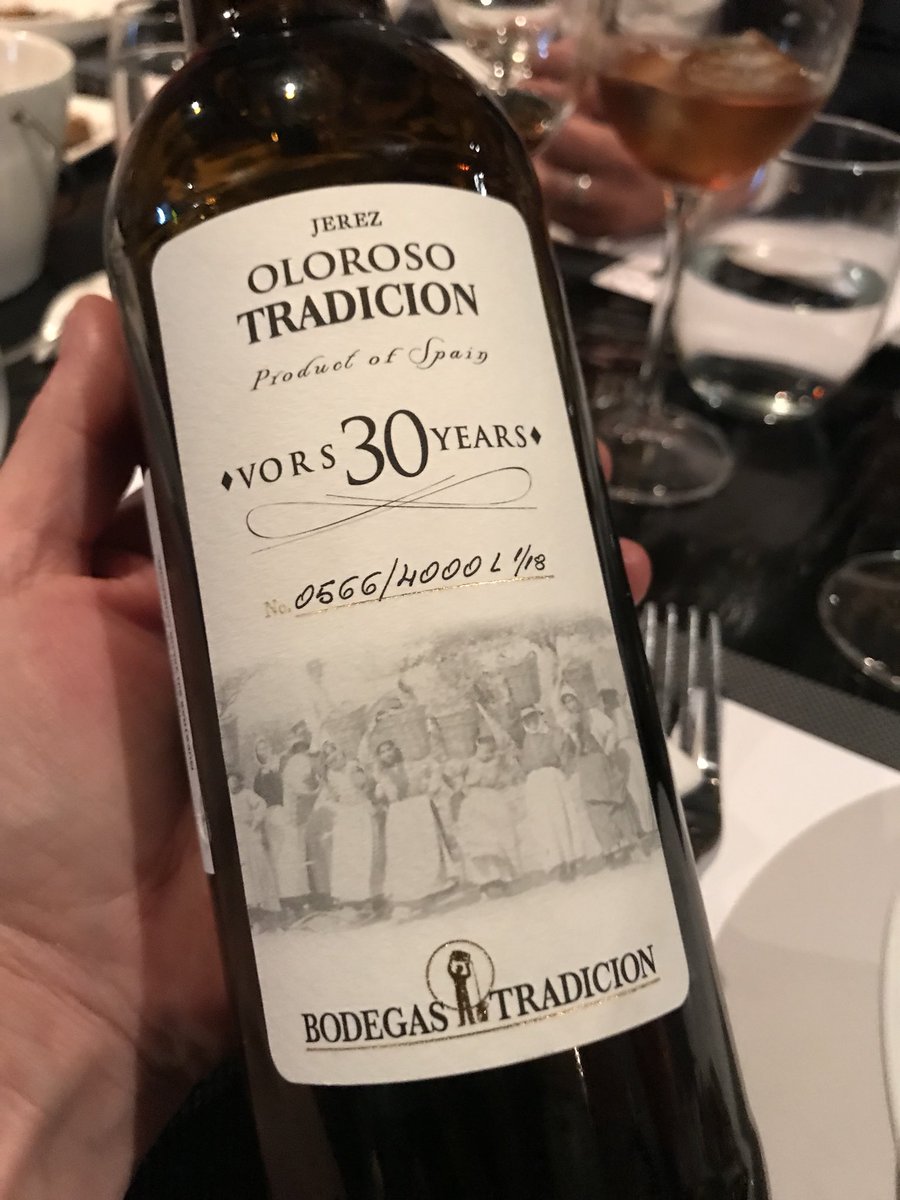 JEREZ
OLOROSO
TRADICION
Product of Spain
♦VORS 30 YEARS♦
No. 0566/4000 L 1/18
BODEGAS TRADICION